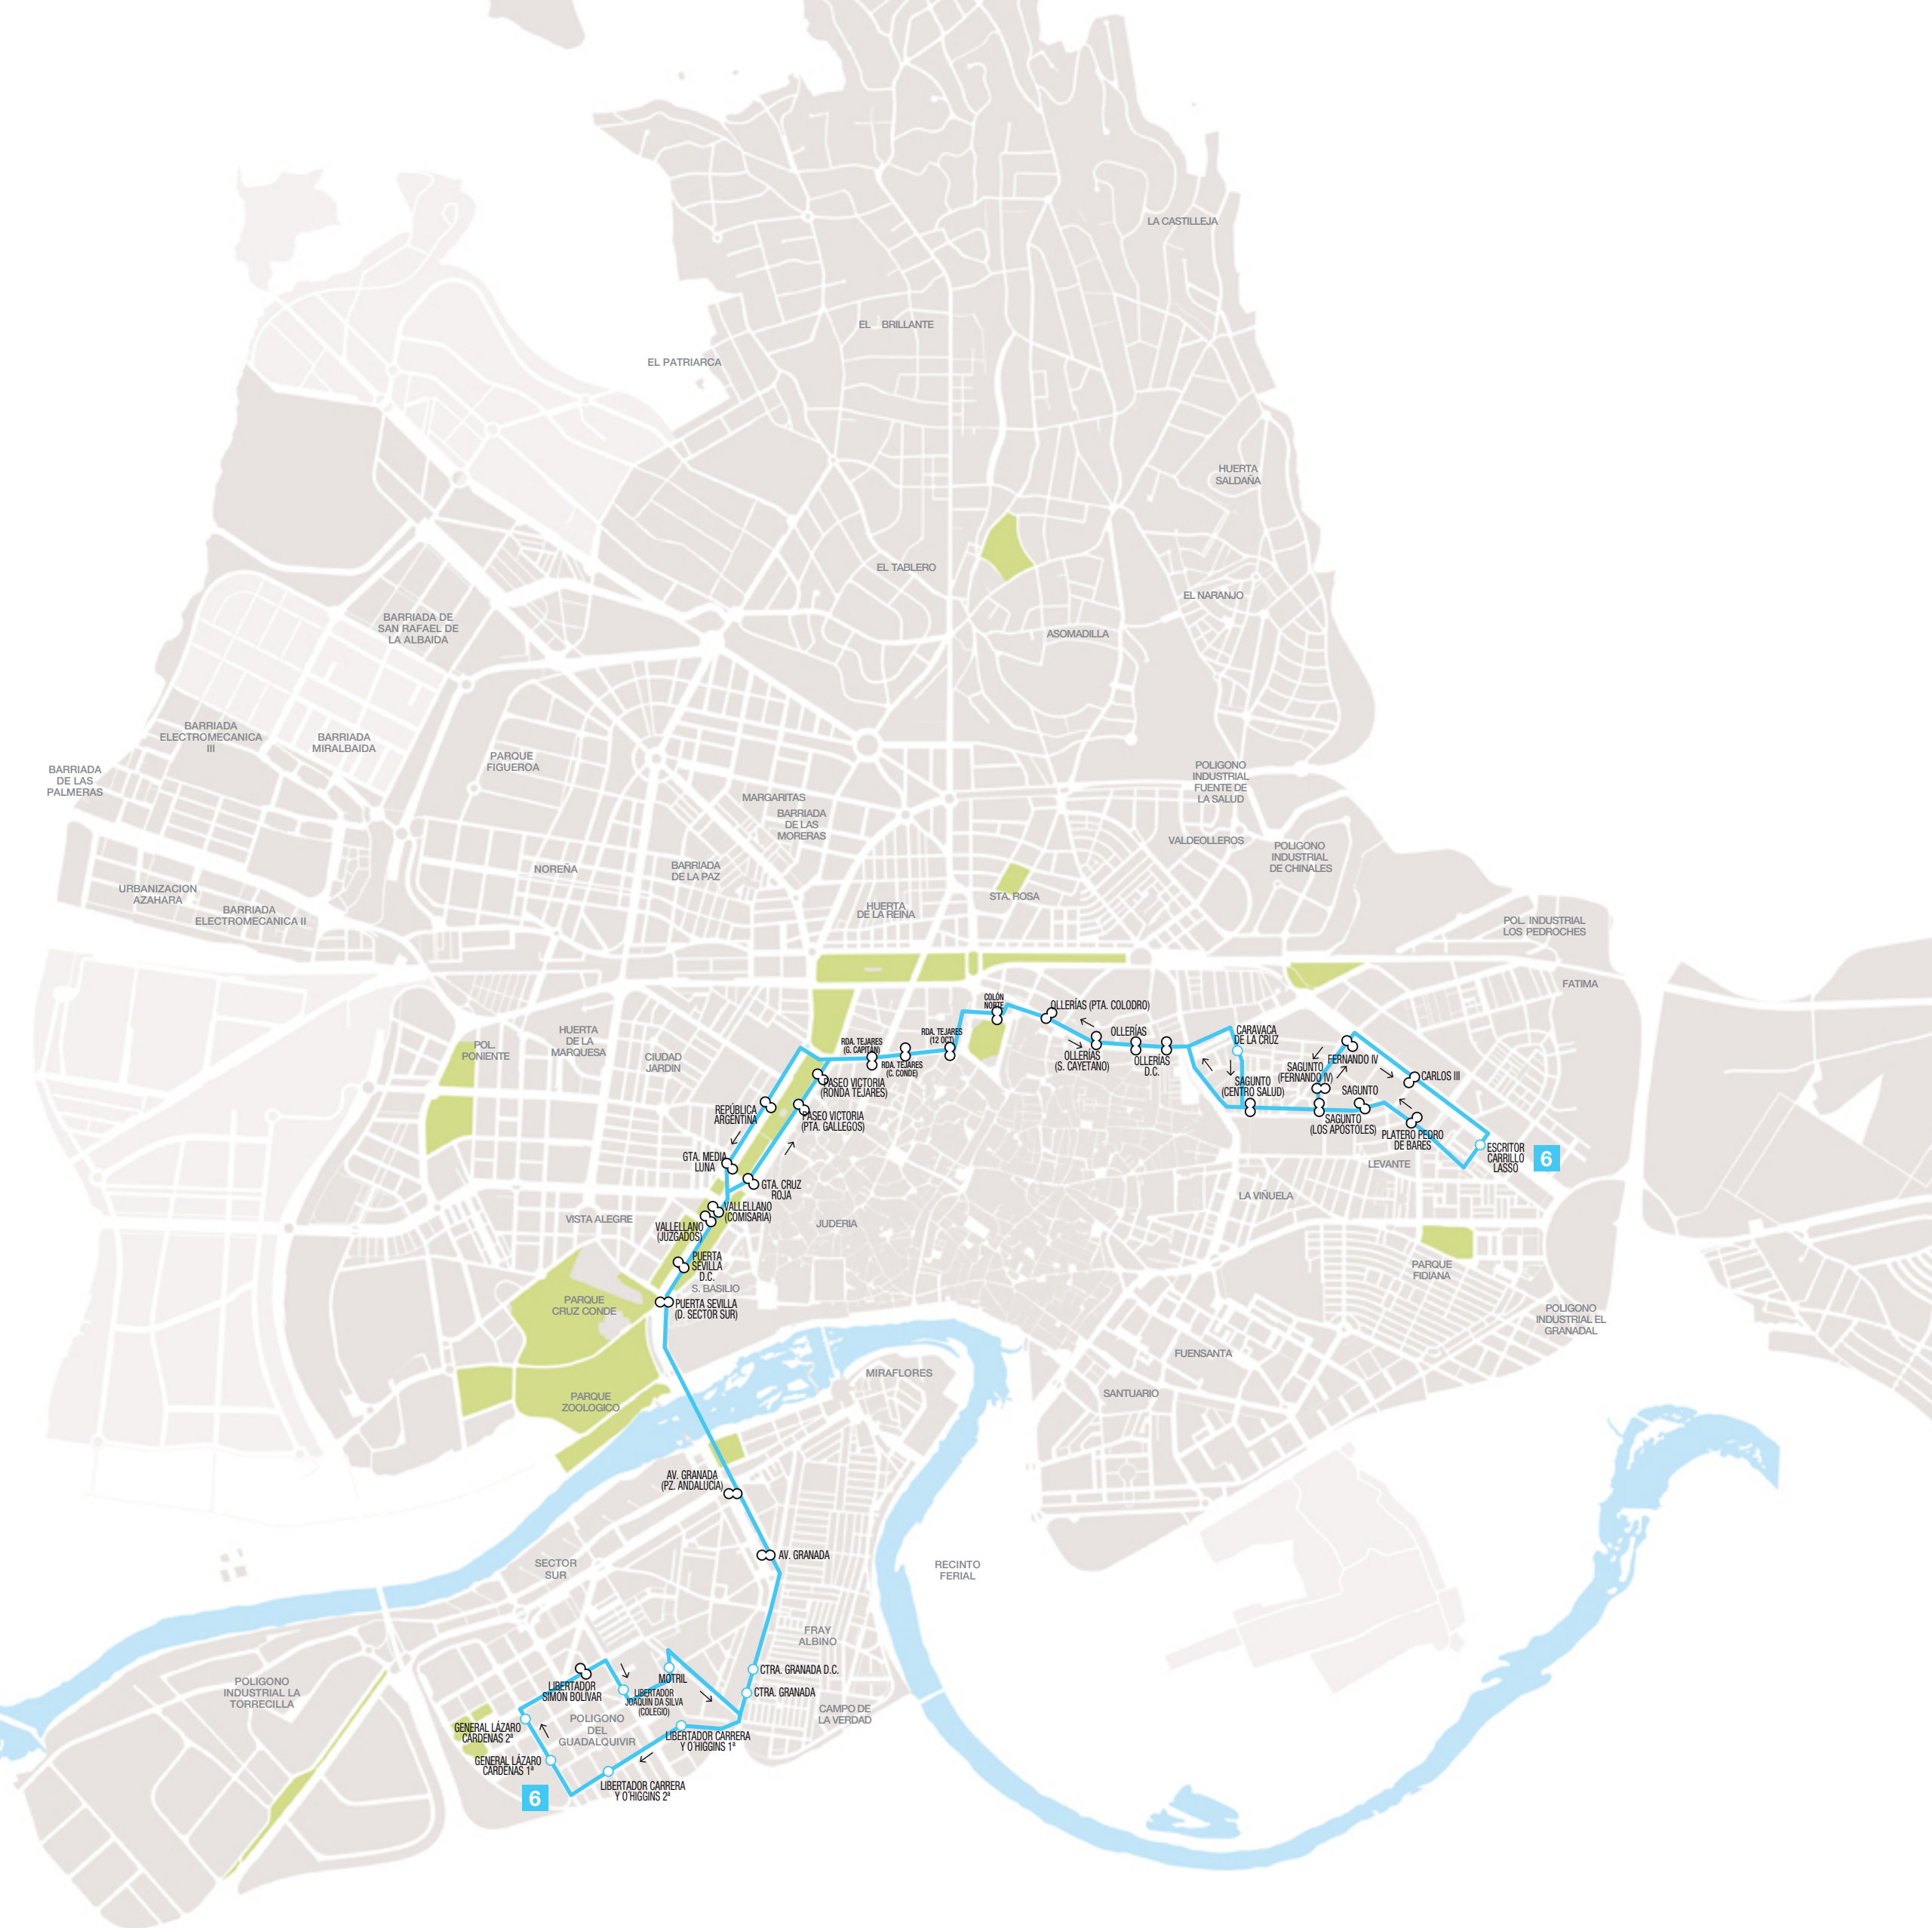 LA CASTILLEJA
EL BRILLANTE
EL PATRIARCA
HUERTA
SALDAÑA
EL TABLERO
EL NARANJO
BARRIADA DE
SAN RAFAEL DE
LA ALBAIDA
ASOMADILLA
BARRIADA
ELECTROMECANICA
III
BARRIADA
MIRALBAIDA
PARQUE
FIGUEROA
BARRIADA
DE LAS
PALMERAS
POLIGONO
INDUSTRIAL
FUENTE DE
LA SALUD
MARGARITAS
BARRIADA
DE LAS
MORERAS
VALDEOLLEROS
POLIGONO
INDUSTRIAL
DE CHINALES
NOREÑA
BARRIADA
DE LA PAZ
URBANIZACION
AZAHARA
BARRIADA
ELECTROMECANICA II
STA. ROSA
HUERTA
DE LA REINA
POL. INDUSTRIAL
LOS PEDROCHES
FATIMA
COLÓN
NORTE
OLLERÍAS (PTA. COLODRO)
OLLERÍAS
OLLERÍAS
(S. CAYETANO)
OLLERÍAS
D.C.
CARAVACA
DE LA CRUZ
RDA. TEJARES
(12 OCT)
RDA. TEJARES
(G. CAPITÁN)
RDA. TEJARES
(C. CONDE)
HUERTA
DE LA
MARQUESA
POL.
PONIENTE
CIUDAD
JARDIN
FERNANDO IV
SAGUNTO
(FERNANDO IV)
CARLOS III
SAGUNTO
(CENTRO SALUD)
SAGUNTO
PASEO VICTORIA
(RONDA TEJARES)
REPÚBLICA
ARGENTINA
PASEO VICTORIA
(PTA. GALLEGOS)
SAGUNTO
(LOS APÓSTOLES)
PLATERO PEDRO
DE BARES
ESCRITOR
CARRILLO
LASSO
6
LEVANTE
GTA. MEDIA
LUNA
GTA. CRUZ
ROJA
LA VIÑUELA
VALLELLANO
(COMISARÍA)
VISTA ALEGRE
VALLELLANO
(JUZGADOS)
JUDERIA
PUERTA
SEVILLA
D.C.
S. BASILIO
PARQUE
FIDIANA
PARQUE
CRUZ CONDE
PUERTA SEVILLA
(D. SECTOR SUR)
POLIGONO
INDUSTRIAL EL
GRANADAL
FUENSANTA
MIRAFLORES
SANTUARIO
PARQUE
ZOOLOGICO
AV. GRANADA
(PZ. ANDALUCÍA)
AV. GRANADA
SECTOR
SUR
RECINTO
FERIAL
FRAY
ALBINO
CTRA. GRANADA D.C.
CTRA. GRANADA
MOTRIL
LIBERTADOR
SIMÓN BOLIVAR
LIBERTADOR
JOAQUÍN DA SILVA
(COLEGIO)
POLIGONO
INDUSTRIAL LA
TORRECILLA
CAMPO DE
LA VERDAD
POLIGONO
DEL
GUADALQUIVIR
GENERAL LÁZARO
CÁRDENAS 2ª
LIBERTADOR CARRERA
Y O'HIGGINS 1ª
GENERAL LÁZARO
CÁRDENAS 1ª
LIBERTADOR CARRERA
Y O'HIGGINS 2ª
6